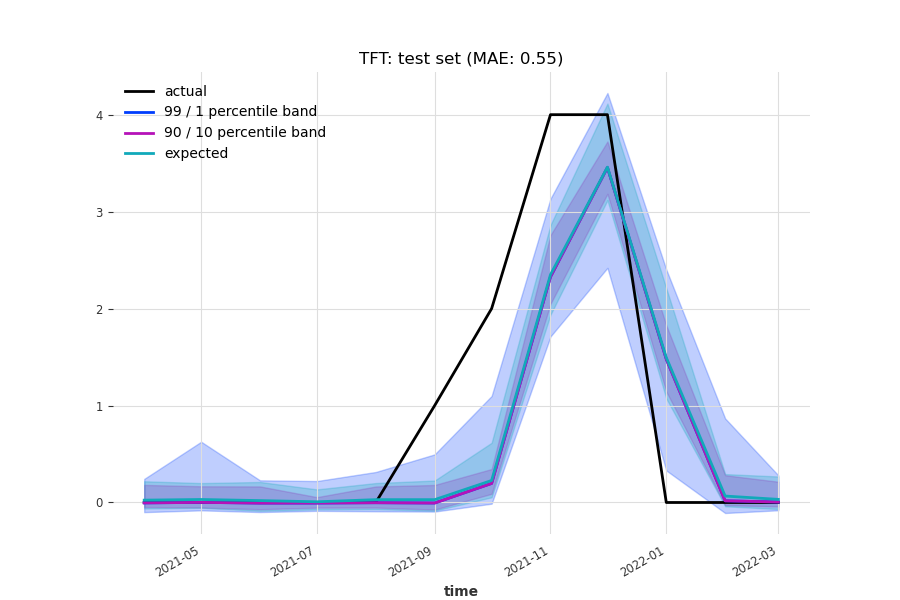 TFT: test set (MAE: 0.55)
actual
99 / 1 percentile band
90 / 10 percentile band
expected
4
3
2
1
0
2021-05
2021-07
2021-09
2021-11
2022-01
2022-03
time